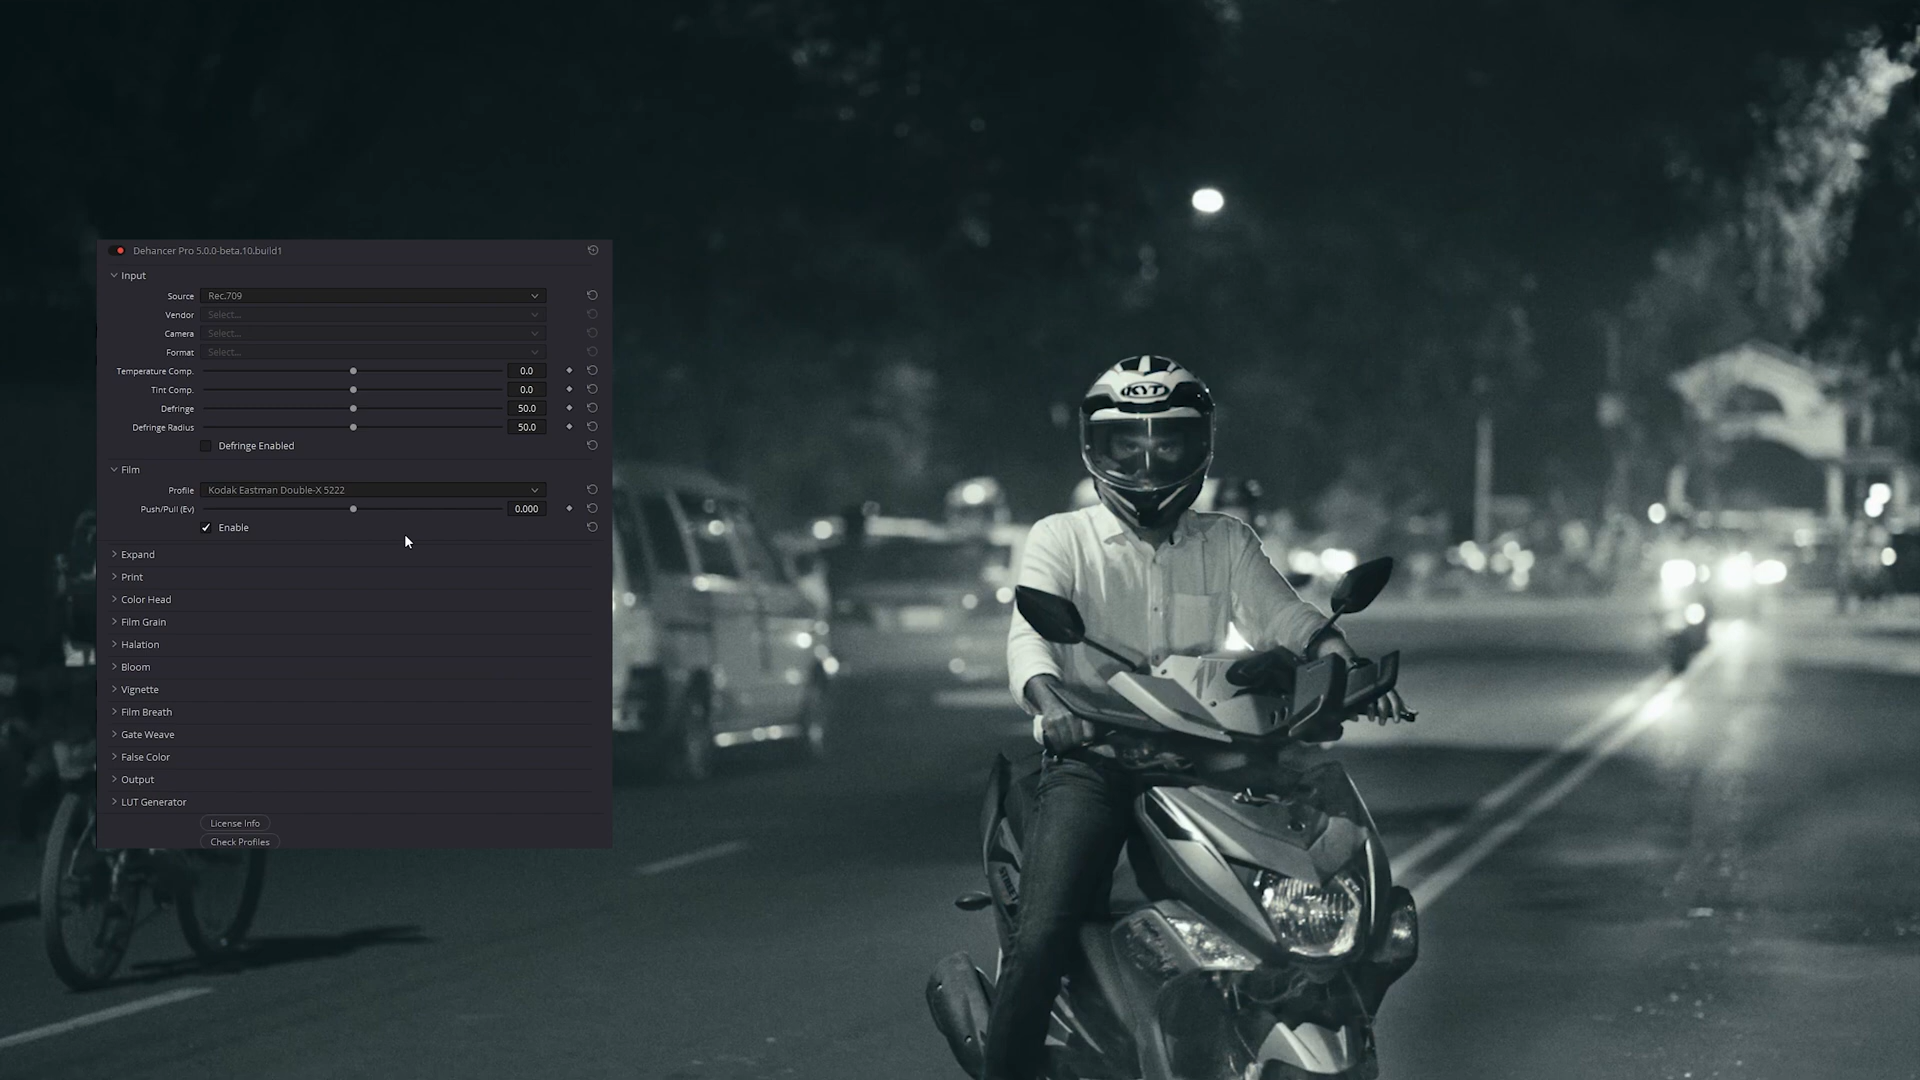 Dehancer Pro 5.0.0-beta.10.build1
Input
Source Rec.709
Vendor Select...
Camera Select...
Format Select...
Temperature Comp. 0.0
Tint Comp. 0.0
Defringe 50.0
Defringe Radius 50.0
Defringe Enabled
Film
Profile Kodak Eastman Double-X 5222
Push/Pull (Ev) 0.000
Enable
Expand
Print
Color Head
Film Grain
Halation
Bloom
Vignette
Film Breath
Gate Weave
False Color
Output
LUT Generator
License Info
Check Profiles
KYT